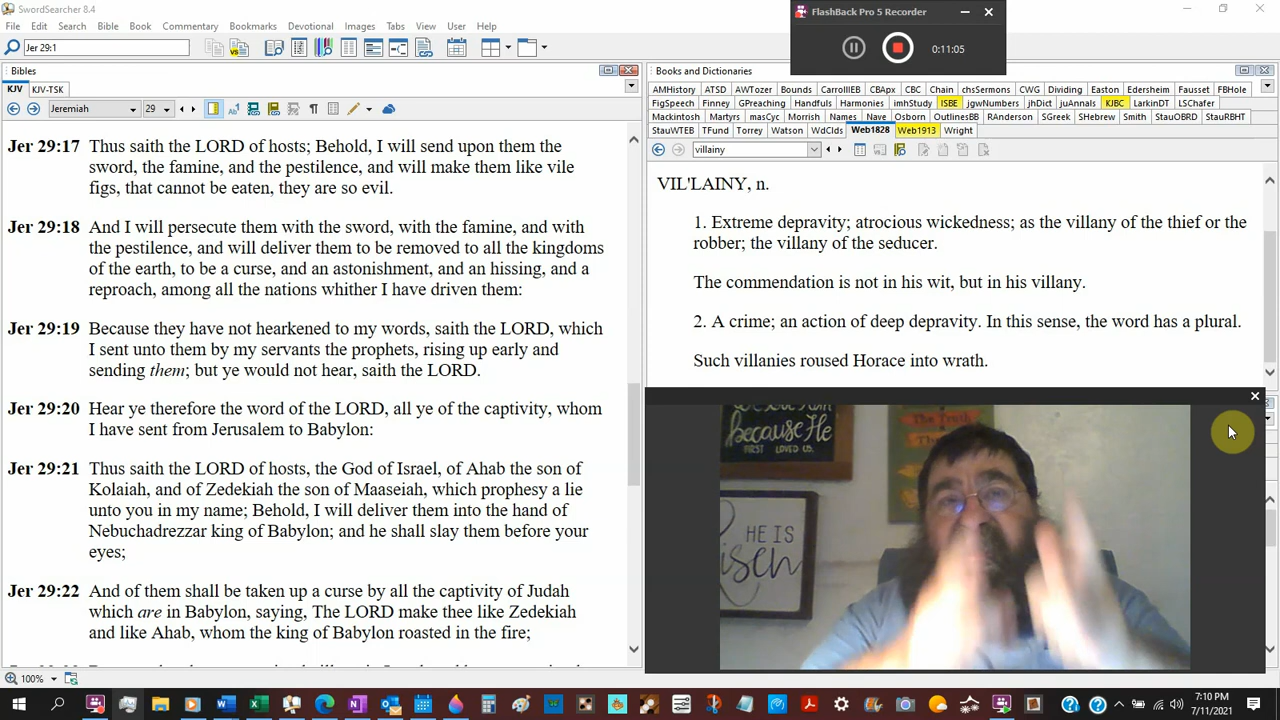 SwordSearcher 8.4
File Edit Search Bible Book Commentary Bookmarks Images Tabs View User Help
Jer 29:1
FlashBack Pro 5 Recorder
0:11:05
Bibles
KJV KJV-TSK
Jeremiah 29
Jer 29:17 Thus saith the LORD of hosts; Behold, I will send upon them the
sword, the famine, and the pestilence, and will make them like vile
figs, that cannot be eaten, they are so evil.
Jer 29:18 And I will persecute them with the sword, with the famine, and with
the pestilence, and will deliver them to be removed to all the kingdoms
of the earth, to be a curse, and an astonishment, and an hissing, and a
reproach, among all the nations whither I have driven them:
Jer 29:19 Because they have not hearkened to my words, saith the LORD, which
I sent unto them by my servants the prophets, rising up early and
sending them; but ye would not hear, saith the LORD.
Jer 29:20 Hear ye therefore the word of the LORD, all ye of the captivity, whom
I have sent from Jerusalem to Babylon:
Jer 29:21 Thus saith the LORD of hosts, the God of Israel, of Ahab the son of
Kolaiah, and of Zedekiah the son of Maaseiah, which prophesy a lie
unto you in my name; Behold, I will deliver them into the hand of
Nebuchadrezzar king of Babylon; and he shall slay them before your
eyes;
Jer 29:22 And of them shall be taken up a curse by all the captivity of Judah
which are in Babylon, saying, The LORD make thee like Zedekiah
and like Ahab, whom the king of Babylon roasted in the fire;
100%
Books and Dictionaries
AMHistory ATSD AWTozer Bounds CarrollIEB CBApx CBC Chain chsSermons CWG Dividing Easton Edersheim Fausset FBHole
FigSpeech Finney GPreaching Handfuls Harmonies imhStudy ISBE jgwNumbers jhDict juAnnals KJBC LarkinDT LSChafer
Mackintosh Martyrs masCyc Morrish Names Nave Osborn OutlinesBB RAnderson SGreek SHebrew Smith StauOBRD StauRBHT
StauWTEB TFund Torrey Watson WdClds Web1828 Web1913 Wright
villainy
VIL'LAINY, n.
1. Extreme depravity; atrocious wickedness; as the villany of the thief or the
robber; the villany of the seducer.
The commendation is not in his wit, but in his villany.
2. A crime; an action of deep depravity. In this sense, the word has a plural.
Such villanies roused Horace into wrath.
because He
FIRST LOVED US.
The Truth
HE IS
Risen
7:10 PM
7/11/2021